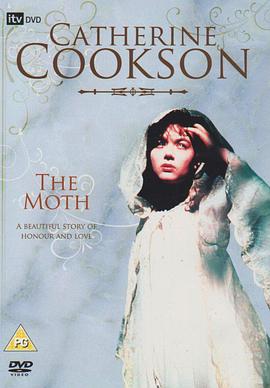 itv DVD
CATHERINE
COOKSON
THE
MOTH
A BEAUTIFUL STORY OF
HONOUR AND LOVE
PG
DVD
VIDEO